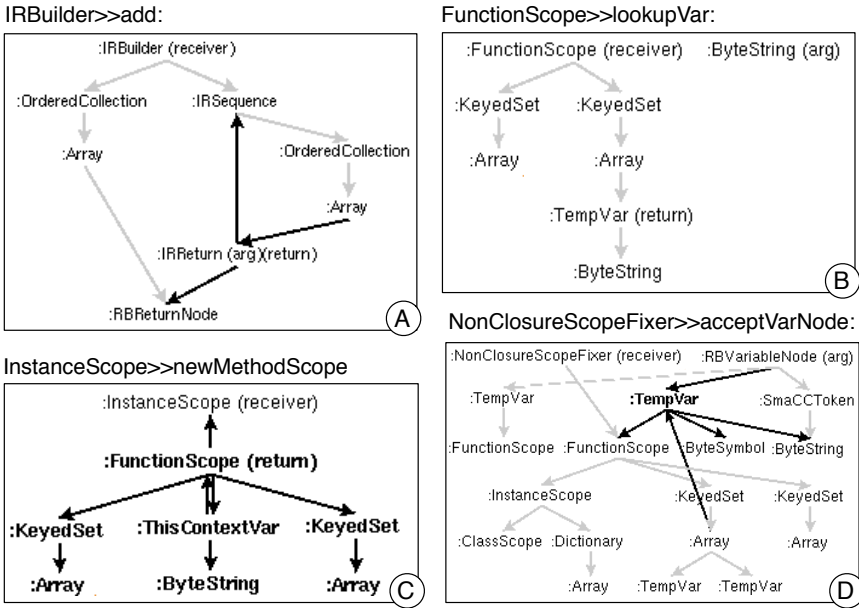 IRBuilder>>add:
:IRBuilder (receiver)
:OrderedCollection :IRSequence
:Array :OrderedCollection
:Array
:IRReturn (arg)(return)
:RBReturnNode
A
FunctionScope>>lookupVar:
:FunctionScope (receiver) :ByteString (arg)
:KeyedSet :KeyedSet
:Array :Array
:TempVar (return)
:ByteString
B
InstanceScope>>newMethodScope
:InstanceScope (receiver)
:FunctionScope (return)
:KeyedSet :ThisContextVar :KeyedSet
:Array :ByteString :Array
C
NonClosureScopeFixer>>acceptVarNode:
:NonClosureScopeFixer (receiver) :RBVariableNode (arg)
:TempVar :TempVar :SmaCCToken
:FunctionScope :FunctionScope :ByteSymbol :ByteString
:InstanceScope :KeyedSet :KeyedSet
:ClassScope :Dictionary :Array :Array
:Array :TempVar :TempVar
D